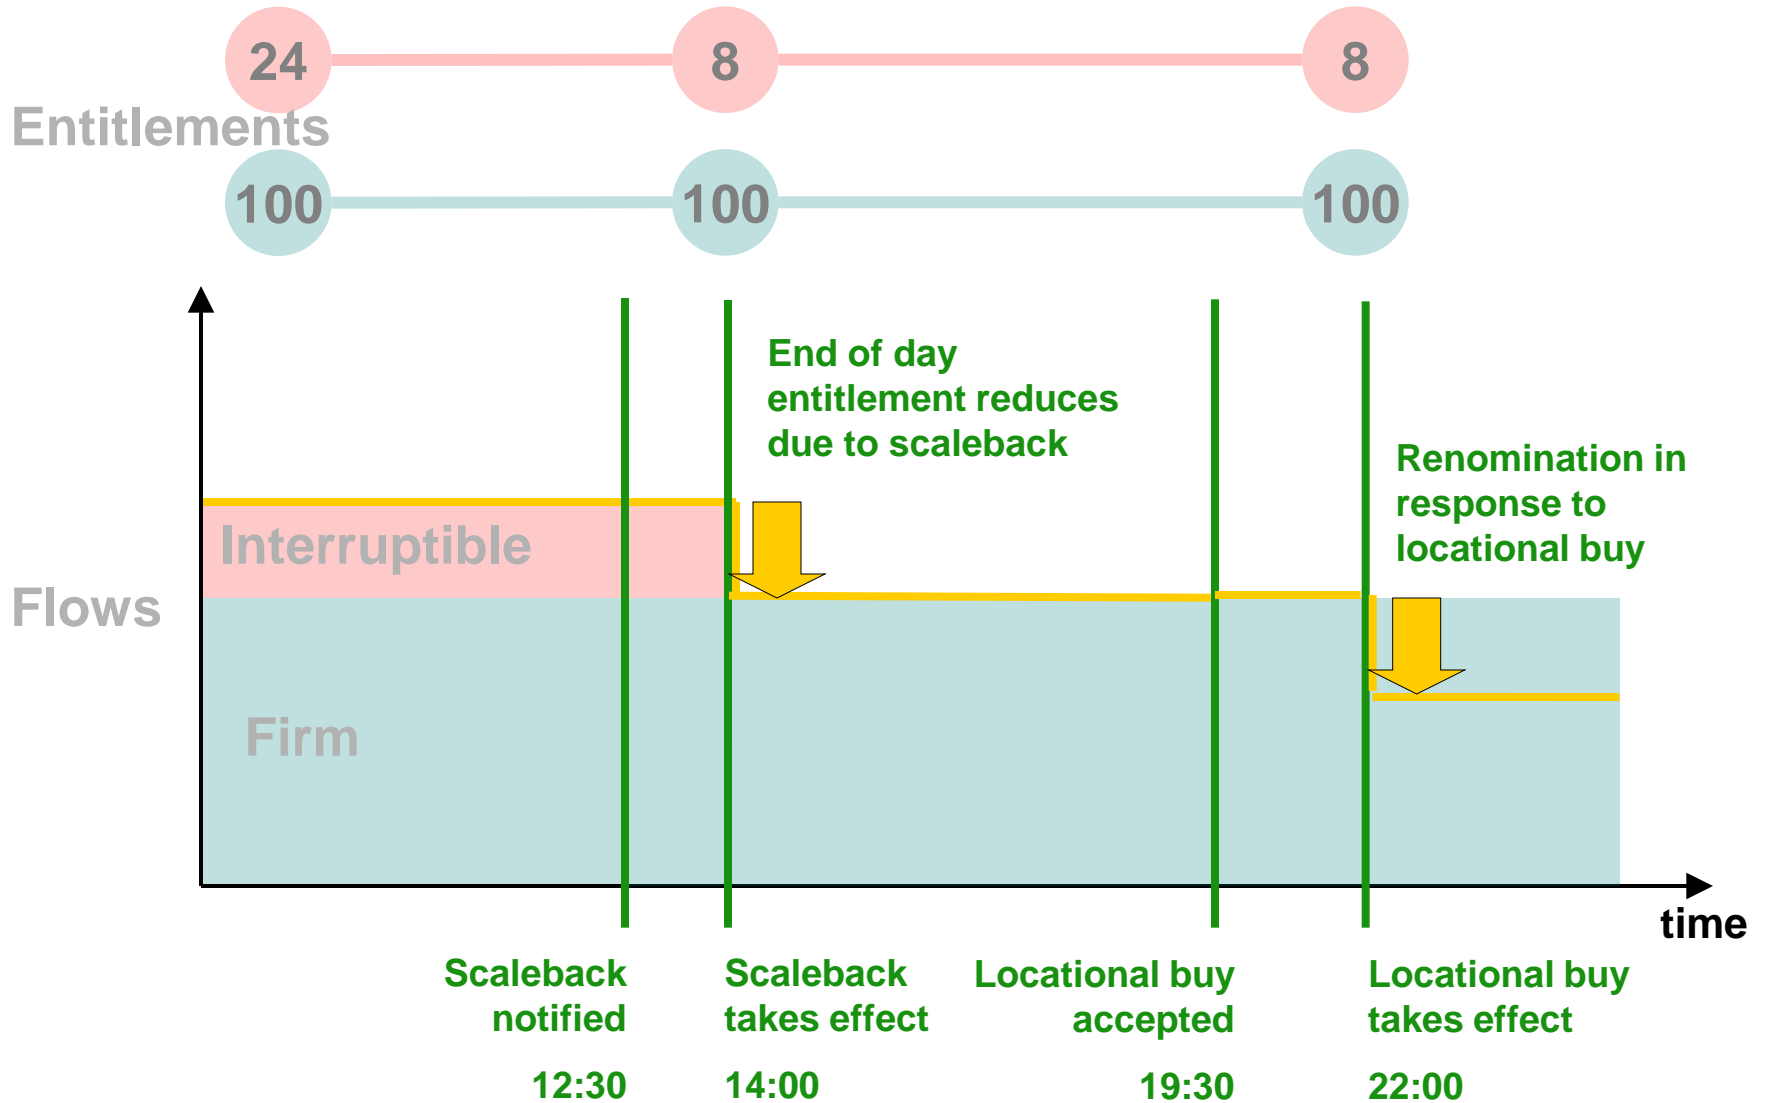 24
8
8
Entitlements
100
100
100
End of day
entitlement reduces
due to scaleback
Renomination in
response to
locational buy
Interruptible
Flows
Firm
time
Scaleback
notified
12:30
Scaleback
takes effect
14:00
Locational buy
accepted
19:30
Locational buy
takes effect
22:00